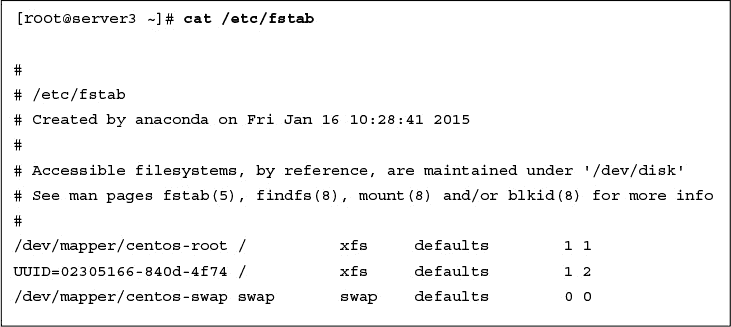 [root@server3 ~]# cat /etc/fstab
#
# /etc/fstab
# Created by anaconda on Fri Jan 16 10:28:41 2015
#
# Accessible filesystems, by reference, are maintained under '/dev/disk'
# See man pages fstab(5), findfs(8), mount(8) and/or blkid(8) for more info
#
/dev/mapper/centos-root / xfs defaults 1 1
UUID=02305166-840d-4f74 / xfs defaults 1 2
/dev/mapper/centos-swap swap swap defaults 0 0